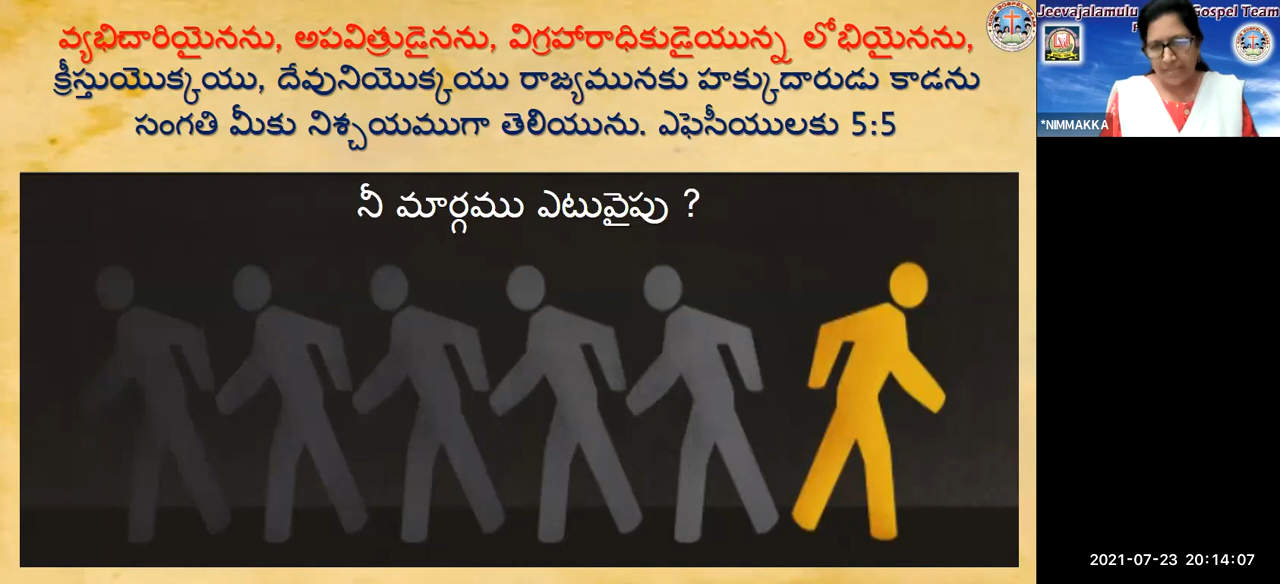 వ్యభిచారియైనను, అపవిత్రుడైనను, విగ్రహారాధికుడైయున్న లోభియైనను,
క్రీస్తుయొక్కయు, దేవునియొక్కయు రాజ్యమునకు హక్కుదారుడు కాడను
సంగతి మీకు నిశ్చయముగా తెలియును. ఎఫెసీయులకు 5:5
నీ మార్గము ఎటువైపు ?
Jeevajalamulu Gospel Team
*NIMMAKKA
2021-07-23 20:14:07